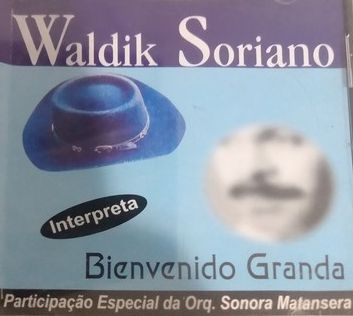 Waldik Soriano
Interpreta
Bienvenido Granda
Participação Especial da Orq. Sonora Matansera